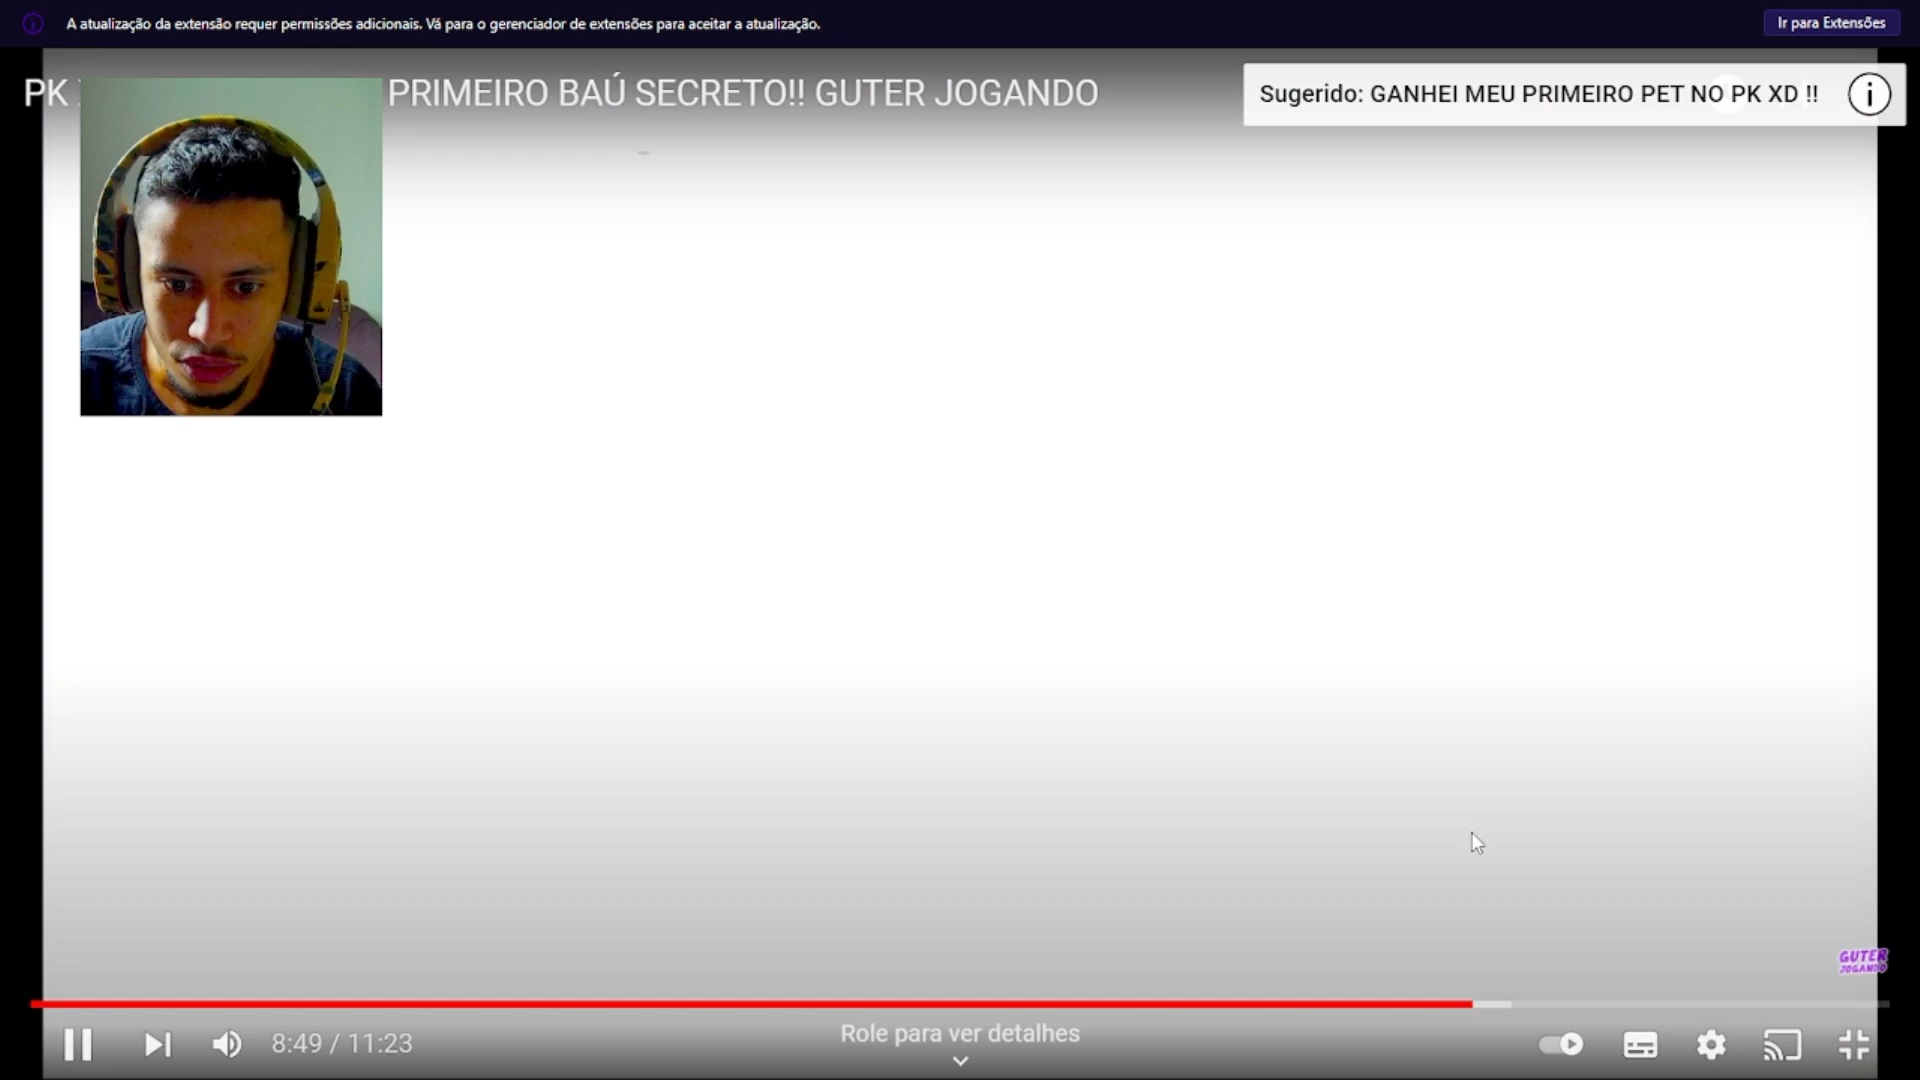 A atualização da extensão requer permissões adicionais. Vá para o gerenciador de extensões para aceitar a atualização.
Ir para Extensões
PK PRIMEIRO BAÚ SECRETO!! GUTER JOGANDO
Sugerido: GANHEI MEU PRIMEIRO PET NO PK XD !!
GUTER
JOGANDO
8:49 / 11:23
Role para ver detalhes